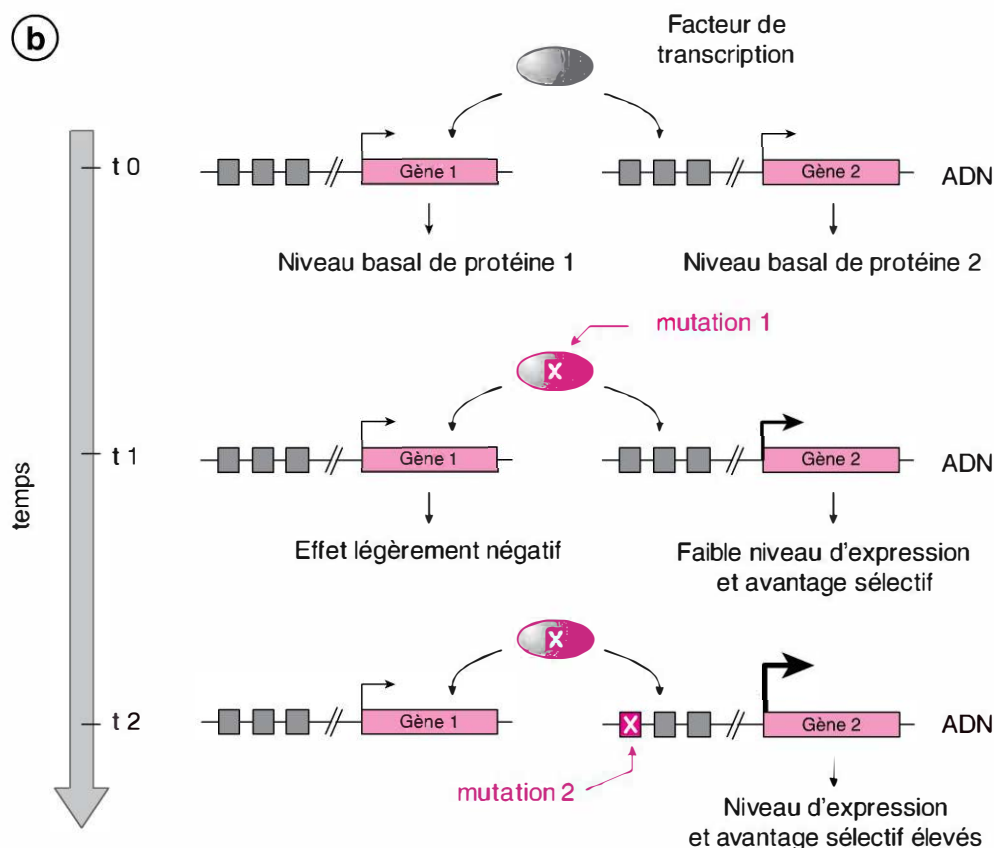 b
Facteur de
transcription
t 0
Gène 1
Gène 2
ADN
Niveau basal de protéine 1
Niveau basal de protéine 2
mutation 1
X
t 1
Gène 1
Gène 2
ADN
temps
Effet légèrement négatif
Faible niveau d'expression
et avantage sélectif
X
t 2
Gène 1
X
Gène 2
ADN
mutation 2
Niveau d'expression
et avantage sélectif élevés